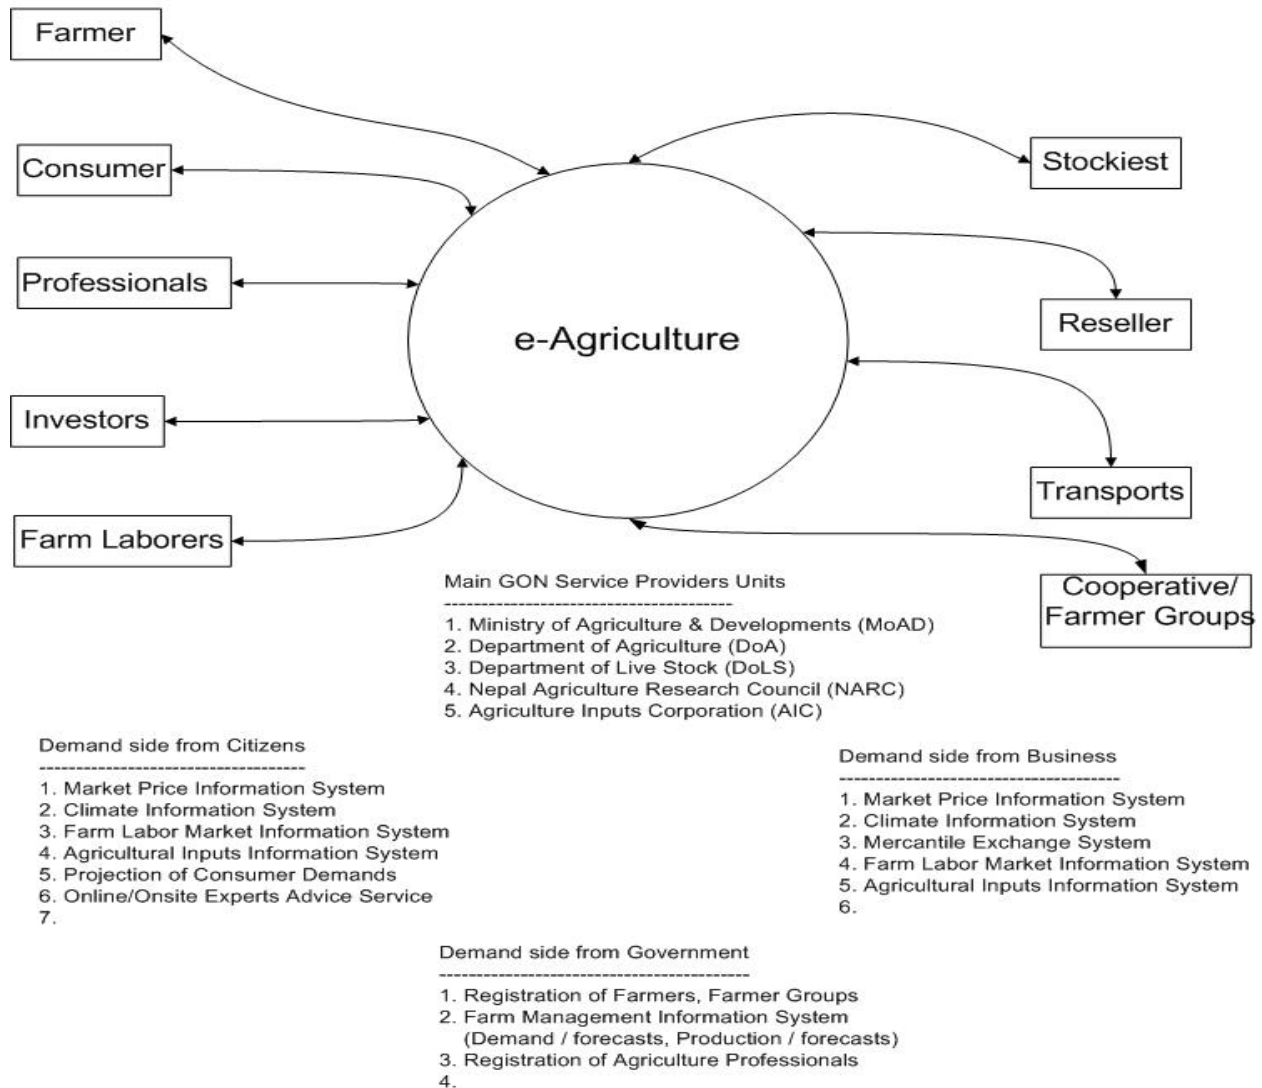 Farmer
Consumer
Professionals
Investors
Farm Laborers
e-Agriculture
Stockiest
Reseller
Transports
Cooperative/
Farmer Groups
Main GON Service Providers Units
---------------------------------------
1. Ministry of Agriculture & Developments (MoAD)
2. Department of Agriculture (DoA)
3. Department of Live Stock (DoLS)
4. Nepal Agriculture Research Council (NARC)
5. Agriculture Inputs Corporation (AIC)
Demand side from Citizens
------------------------------------
1. Market Price Information System
2. Climate Information System
3. Farm Labor Market Information System
4. Agricultural Inputs Information System
5. Projection of Consumer Demands
6. Online/Onsite Experts Advice Service
7.
Demand side from Business
--------------------------------------
1. Market Price Information System
2. Climate Information System
3. Mercantile Exchange System
4. Farm Labor Market Information System
5. Agricultural Inputs Information System
6.
Demand side from Government
------------------------------------------
1. Registration of Farmers, Farmer Groups
2. Farm Management Information System
(Demand / forecasts, Production / forecasts)
3. Registration of Agriculture Professionals
4.